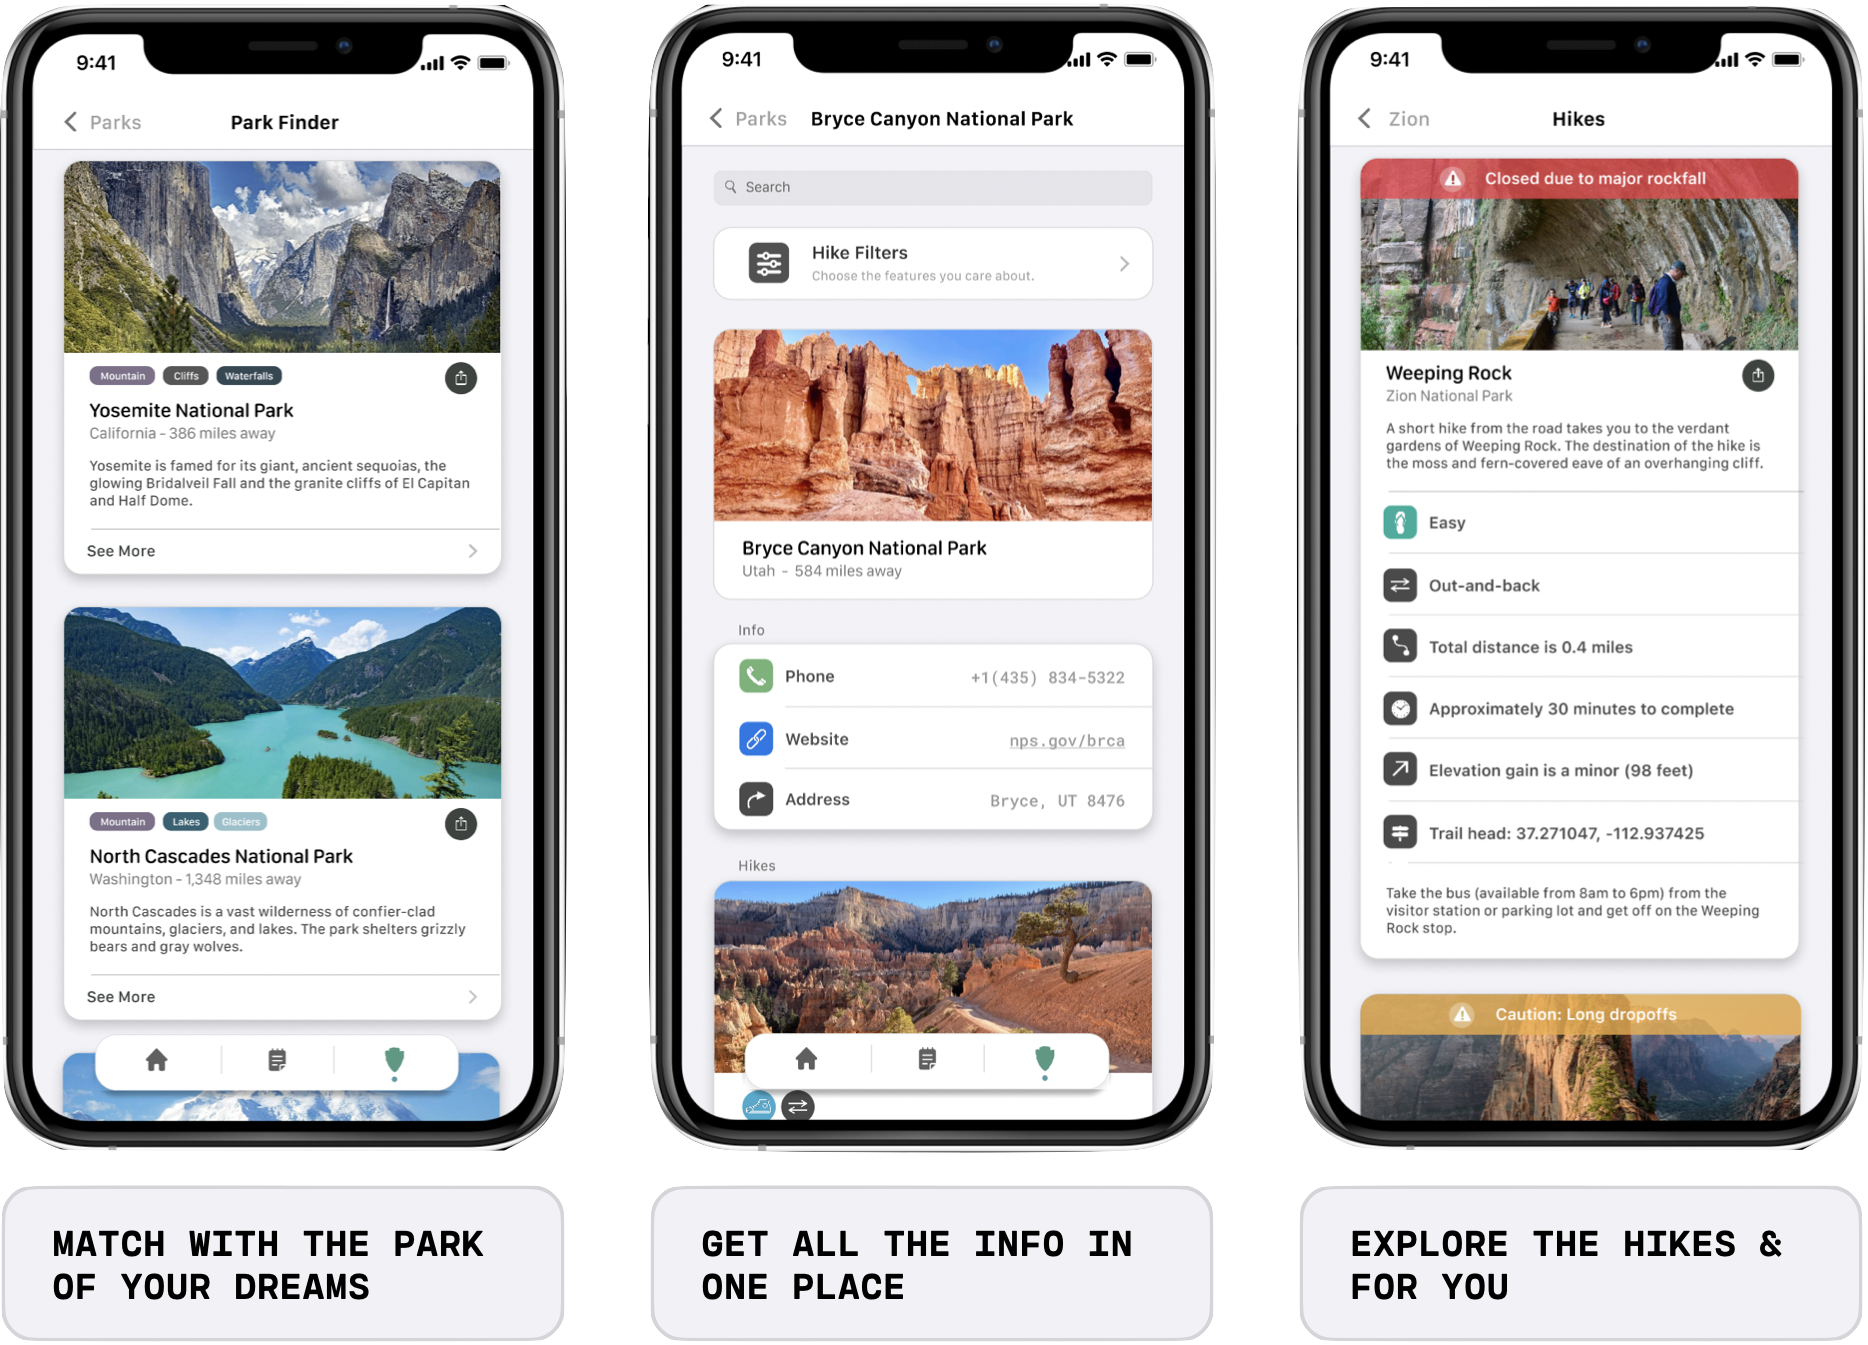 9:41
Parks
Park Finder
Mountain
Cliffs
Waterfalls
Yosemite National Park
California - 386 miles away
Yosemite is famed for its giant, ancient sequoias, the
glowing Bridalveil Fall and the granite cliffs of El Capitan
and Half Dome.
See More
Mountain
Lakes
Glaciers
North Cascades National Park
Washington - 1,348 miles away
North Cascades is a vast wilderness of confier-clad
mountains, glaciers, and lakes. The park shelters grizzly
bears and gray wolves.
See More
MATCH WITH THE PARK
OF YOUR DREAMS
9:41
Parks
Bryce Canyon National Park
Search
Hike Filters
Choose the features you care about.
Bryce Canyon National Park
Utah - 584 miles away
Info
Phone
+1(435) 834-5322
Website
nps.gov/brca
Address
Bryce, UT 8476
Hikes
GET ALL THE INFO IN
ONE PLACE
9:41
Zion
Hikes
Closed due to major rockfall
Weeping Rock
Zion National Park
A short hike from the road takes you to the verdant
gardens of Weeping Rock. The destination of the hike is
the moss and fern-covered eave of an overhanging cliff.
Easy
Out-and-back
Total distance is 0.4 miles
Approximately 30 minutes to complete
Elevation gain is a minor (98 feet)
Trail head: 37.271047, -112.937425
Take the bus (available from 8am to 6pm) from the
visitor station or parking lot and get off on the Weeping
Rock stop.
Caution: Long dropoffs
EXPLORE THE HIKES &
FOR YOU